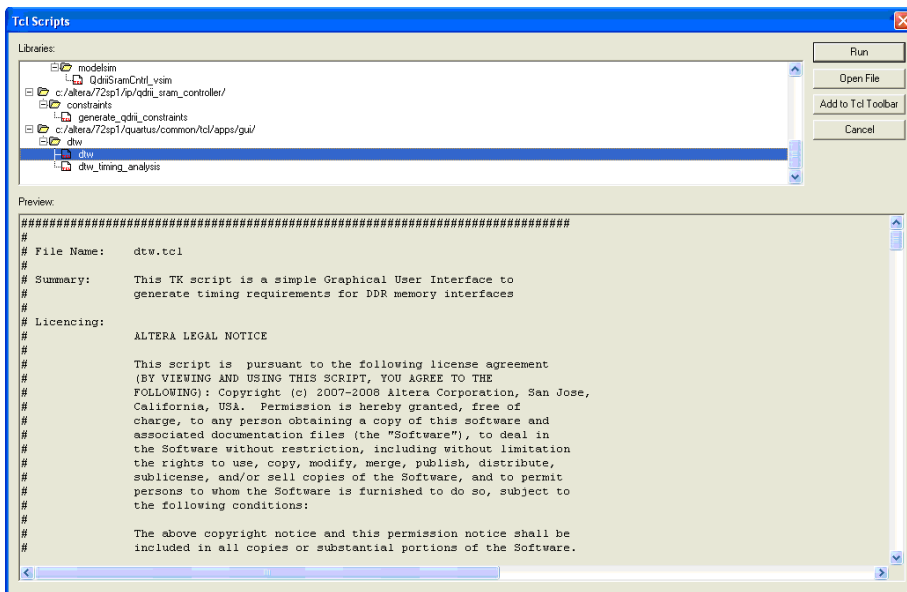 Tcl Scripts
Libraries:
modelsim
QdriiSramCntrl_vsim
c:/altera/72sp1/ip/qdrii_sram_controller/
constraints
generate_qdrii_constraints
c:/altera/72sp1/quartus/common/tcl/apps/gui/
dtw
dtw
dtw_timing_analysis
Run
Open File
Add to Tcl Toolbar
Cancel
Preview:
##############################################################################
#
# File Name: dtw.tcl
#
# Summary: This TK script is a simple Graphical User Interface to
# generate timing requirements for DDR memory interfaces
#
# Licencing:
# ALTERA LEGAL NOTICE
#
# This script is pursuant to the following license agreement
# (BY VIEWING AND USING THIS SCRIPT, YOU AGREE TO THE
# FOLLOWING): Copyright (c) 2007-2008 Altera Corporation, San Jose,
# California, USA. Permission is hereby granted, free of
# charge, to any person obtaining a copy of this software and
# associated documentation files (the "Software"), to deal in
# the Software without restriction, including without limitation
# the rights to use, copy, modify, merge, publish, distribute,
# sublicense, and/or sell copies of the Software, and to permit
# persons to whom the Software is furnished to do so, subject to
# the following conditions:
#
# The above copyright notice and this permission notice shall be
# included in all copies or substantial portions of the Software.